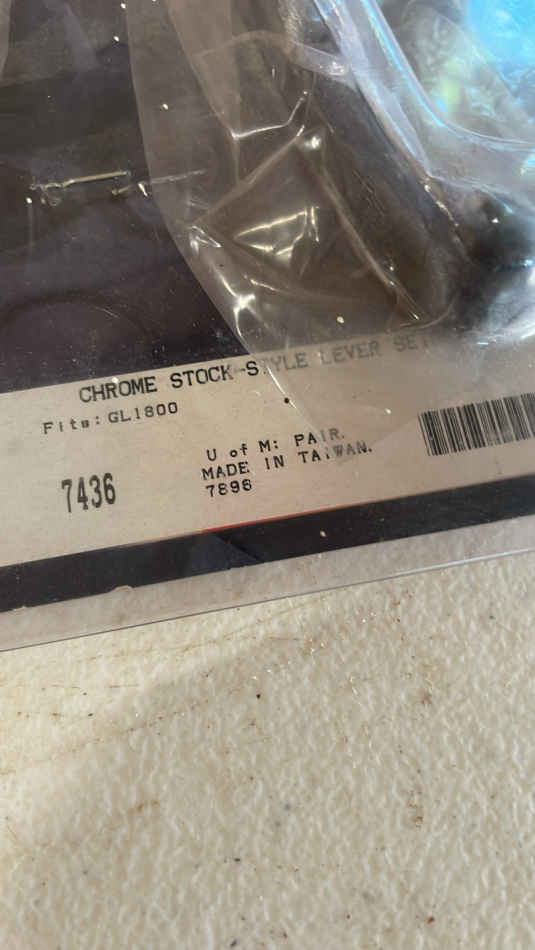 CHROME STOCK-STYLE LEVER SET
Fits: GL1800
7436
U of M: PAIR.
MADE IN TAIWAN.
7896